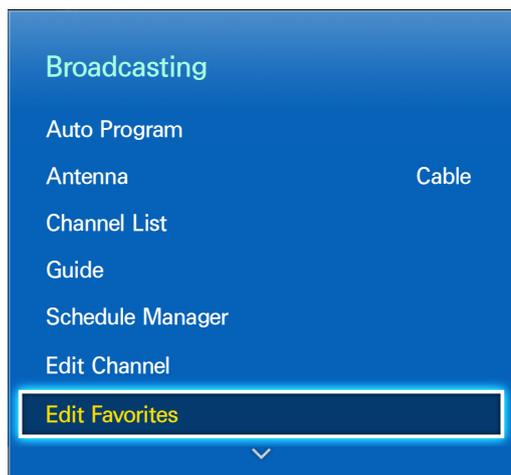 Broadcasting
Auto Program
Antenna Cable
Channel List
Guide
Schedule Manager
Edit Channel
Edit Favorites